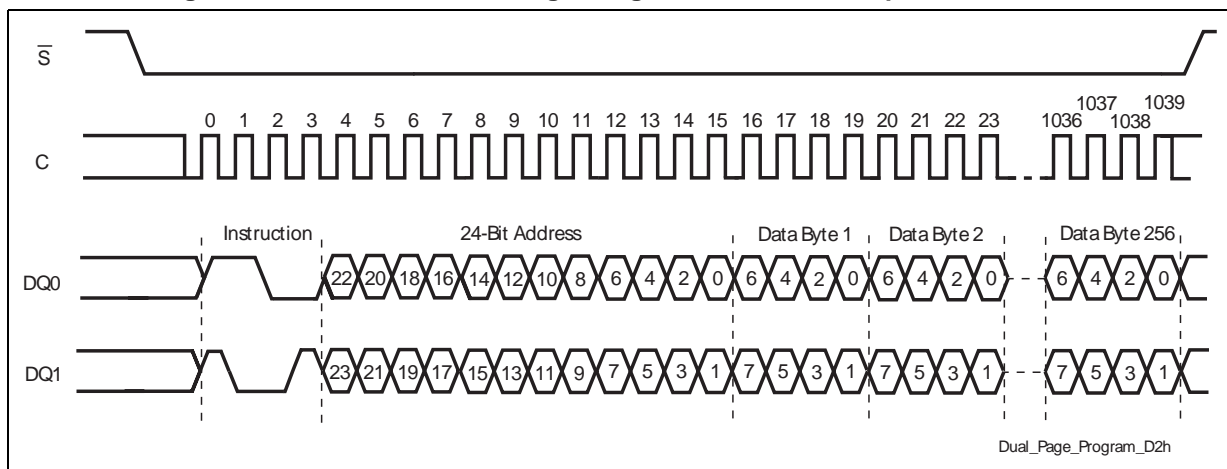 S
1037 1039
0 1 2 3 4 5 6 7 8 9 10 11 12 13 14 15 16 17 18 19 20 21 22 23 1036 1038
C
Instruction 24-Bit Address Data Byte 1 Data Byte 2 Data Byte 256
DQ0 22 20 18 16 14 12 10 8 6 4 2 0 6 4 2 0 6 4 2 0 6 4 2 0
DQ1 23 21 19 17 15 13 11 9 7 5 3 1 7 5 3 1 7 5 3 1 7 5 3 1
Dual_Page_Program_D2h